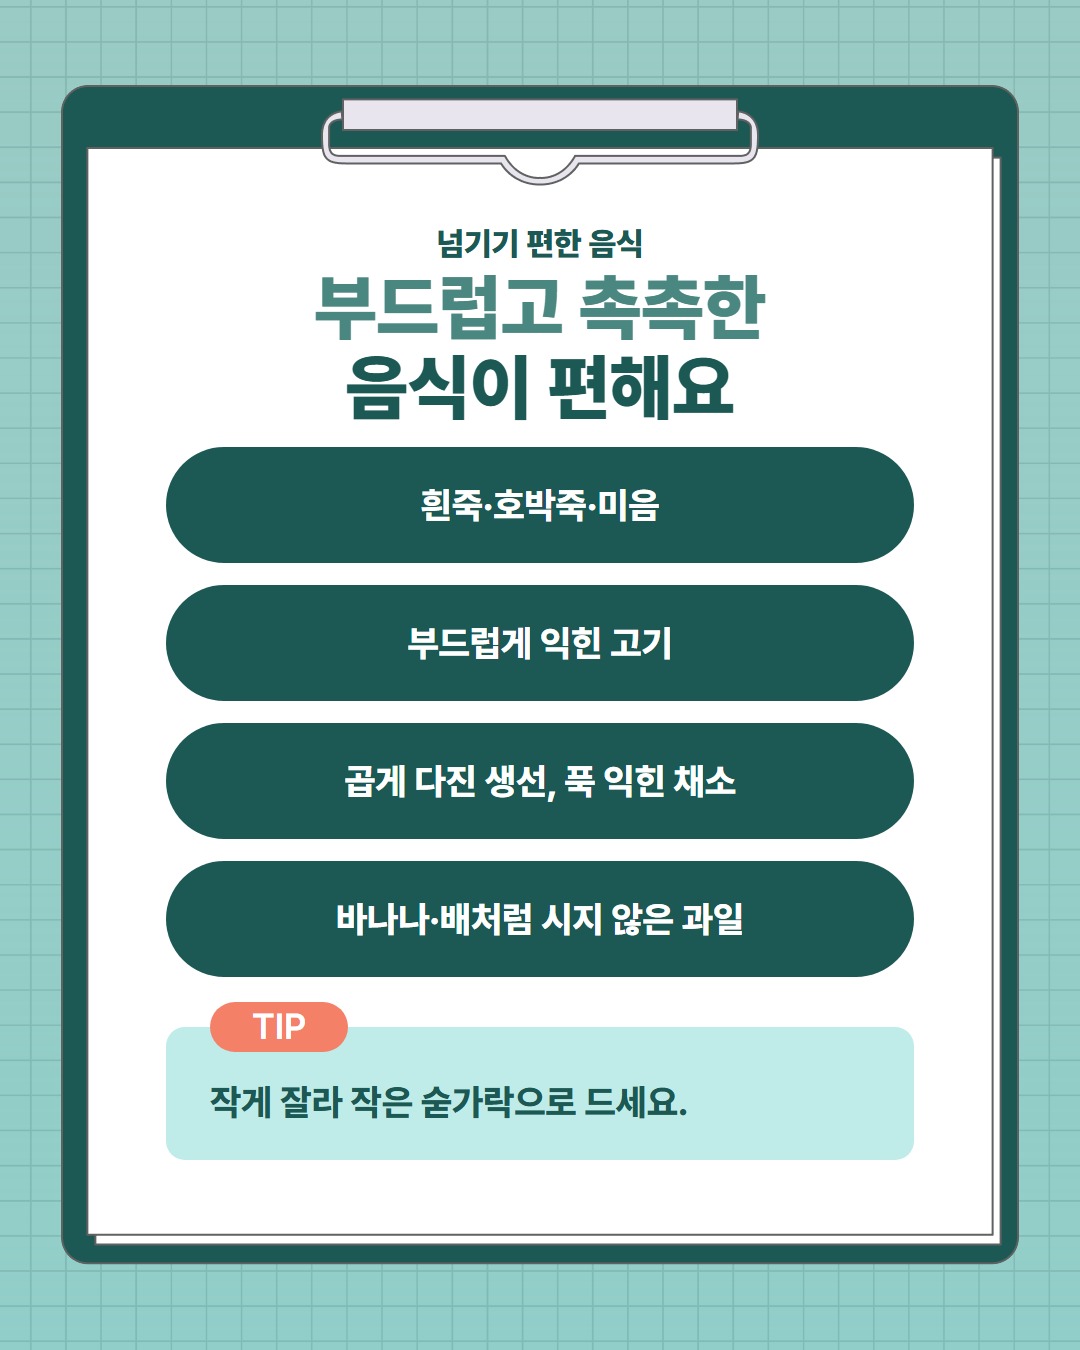 넘기기 편한 음식
부드럽고 촉촉한
음식이 편해요
흰죽·호박죽·미음
부드럽게 익힌 고기
곱게 다진 생선, 푹 익힌 채소
바나나·배처럼 시지 않은 과일
TIP
작게 잘라 작은 숟가락으로 드세요.